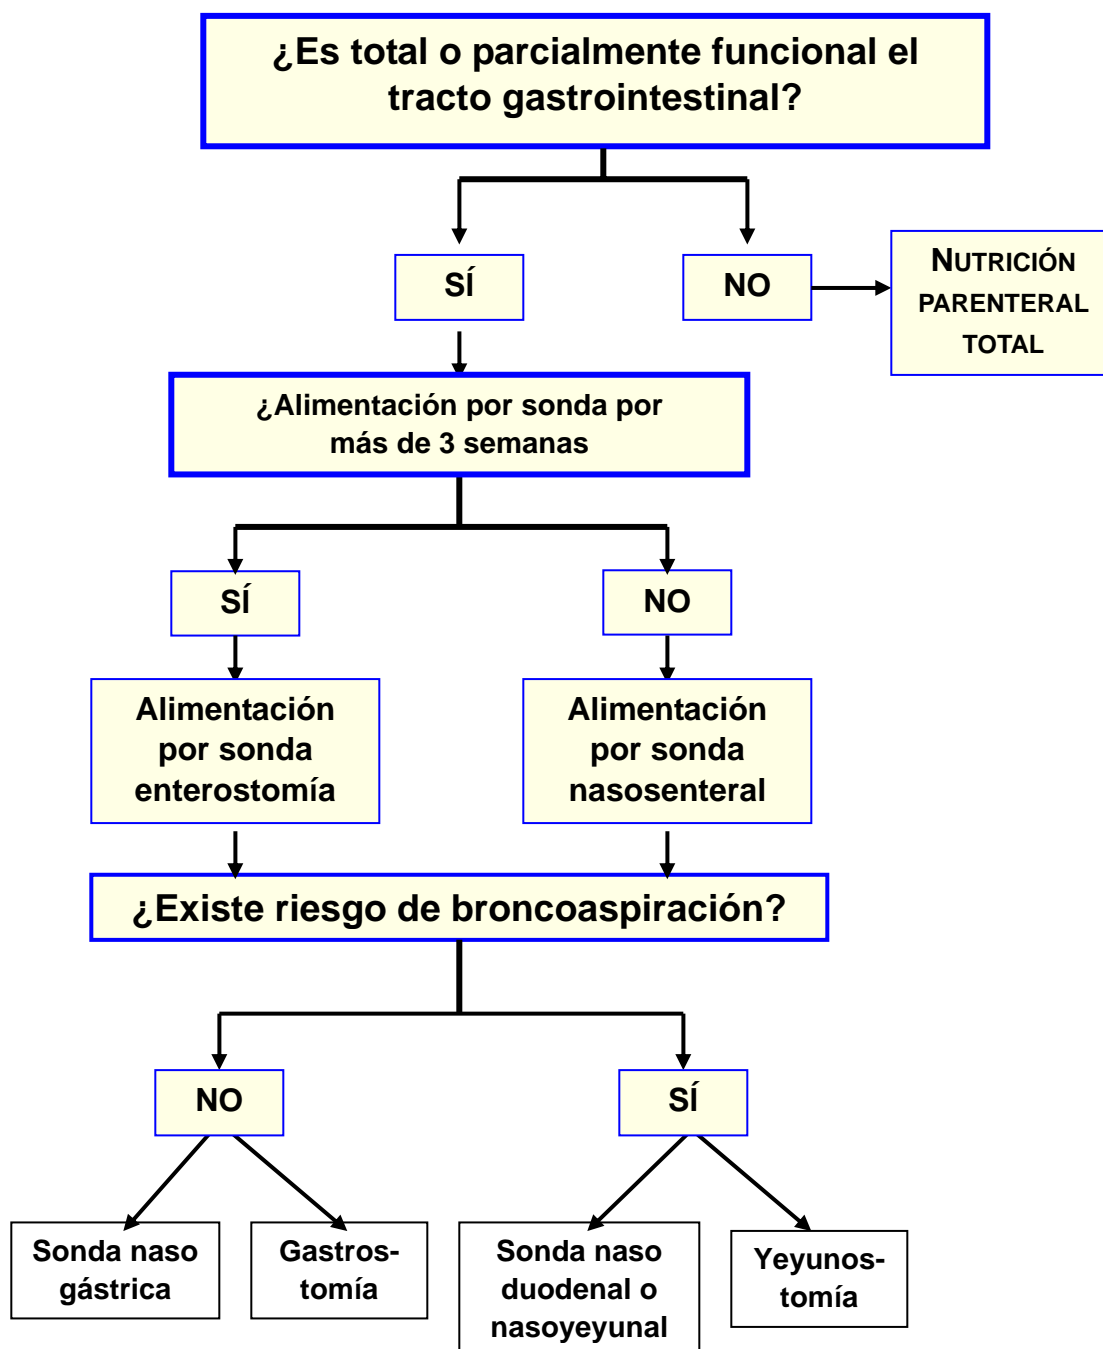 ¿Es total o parcialmente funcional el
tracto gastrointestinal?
SÍ
NO
NUTRICIÓN
PARENTERAL
TOTAL
¿Alimentación por sonda por
más de 3 semanas
SÍ
NO
Alimentación
por sonda
enterostomía
Alimentación
por sonda
nasosenteral
¿Existe riesgo de broncoaspiración?
NO
SÍ
Sonda naso
gástrica
Gastros-
tomía
Sonda naso
duodenal o
nasoyeyunal
Yeyunos-
tomía